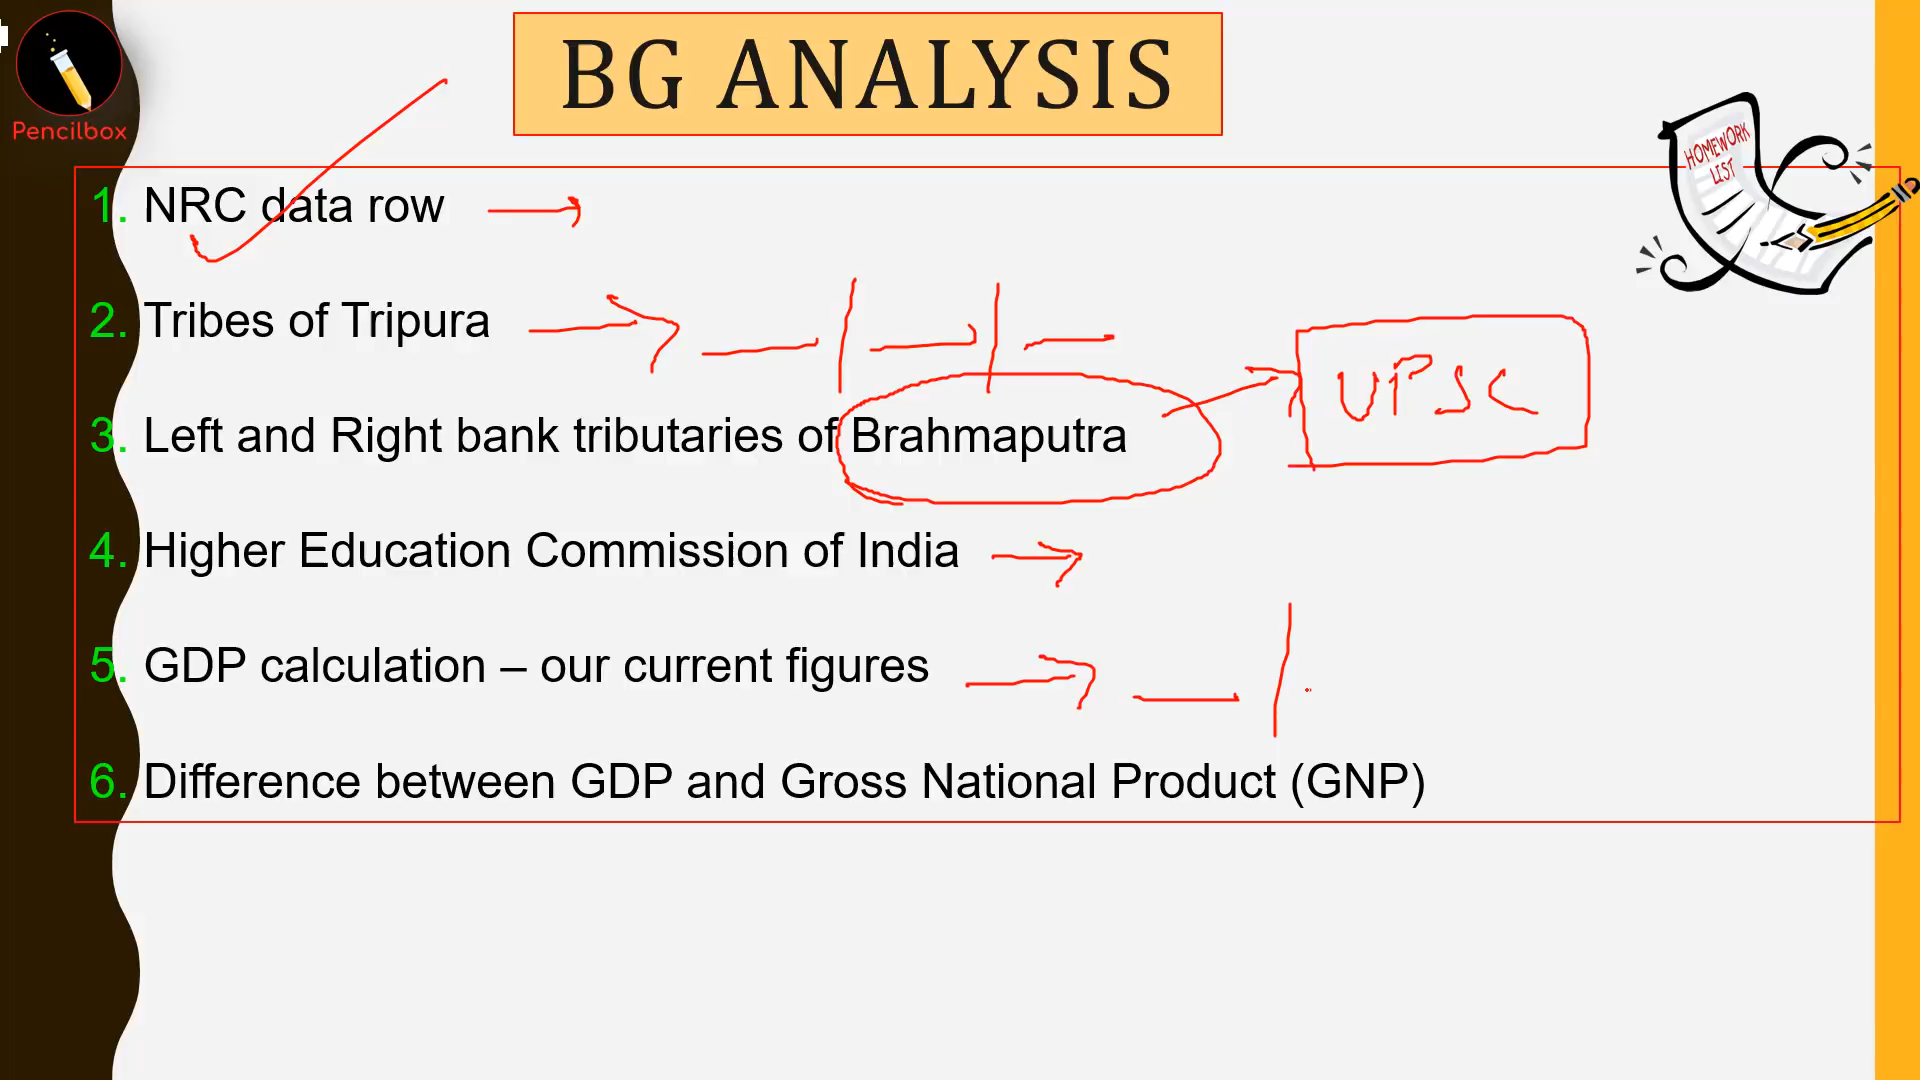 BG ANALYSIS
Pencilbox
HOMEWORK
LIST
1. NRC data row
2. Tribes of Tripura
UPSC
3. Left and Right bank tributaries of Brahmaputra
4. Higher Education Commission of India
5. GDP calculation – our current figures
6. Difference between GDP and Gross National Product (GNP)